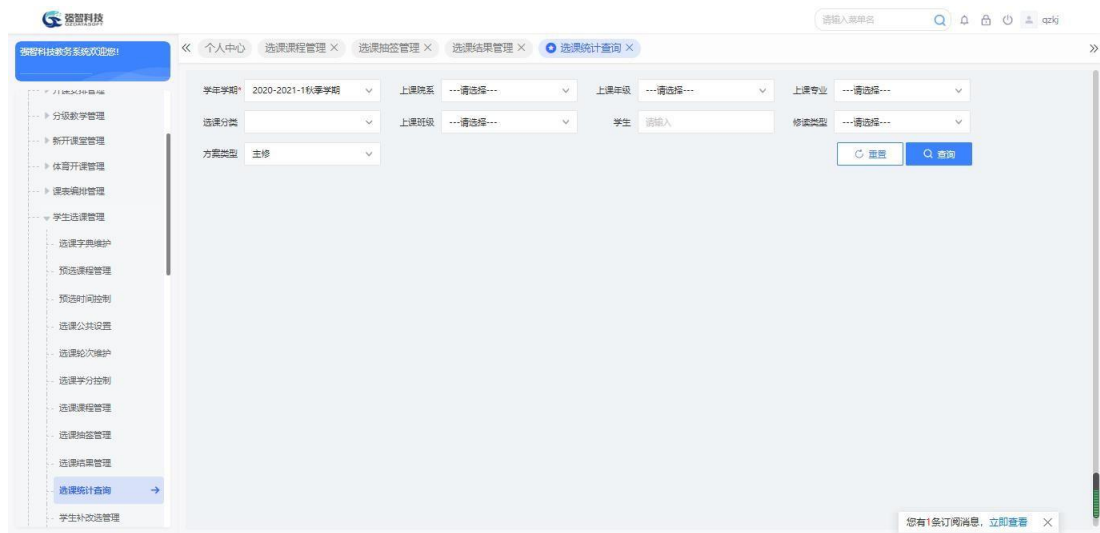 强智科技
QZDATASOFT
请输入菜单名
qzkj
强智科技教务系统欢迎您!
个人中心 选课课程管理 × 选课抽签管理 × 选课结果管理 × 选课统计查询 ×
分级教学管理
新开课堂管理
体育开课管理
课表编排管理
学生选课管理
选课字典维护
预选课程管理
预选时间控制
选课公共设置
选课轮次维护
选课学分控制
选课课程管理
选课抽签管理
选课结果管理
选课统计查询
学生补改选管理
学年学期* 2020-2021-1秋季学期 上课院系 ---请选择--- 上课年级 ---请选择--- 上课专业 ---请选择---
选课分类 上课班级 ---请选择--- 学生 请输入 修读类型 ---请选择---
方案类型 主修 重置 查询
您有1条订阅消息, 立即查看 ×